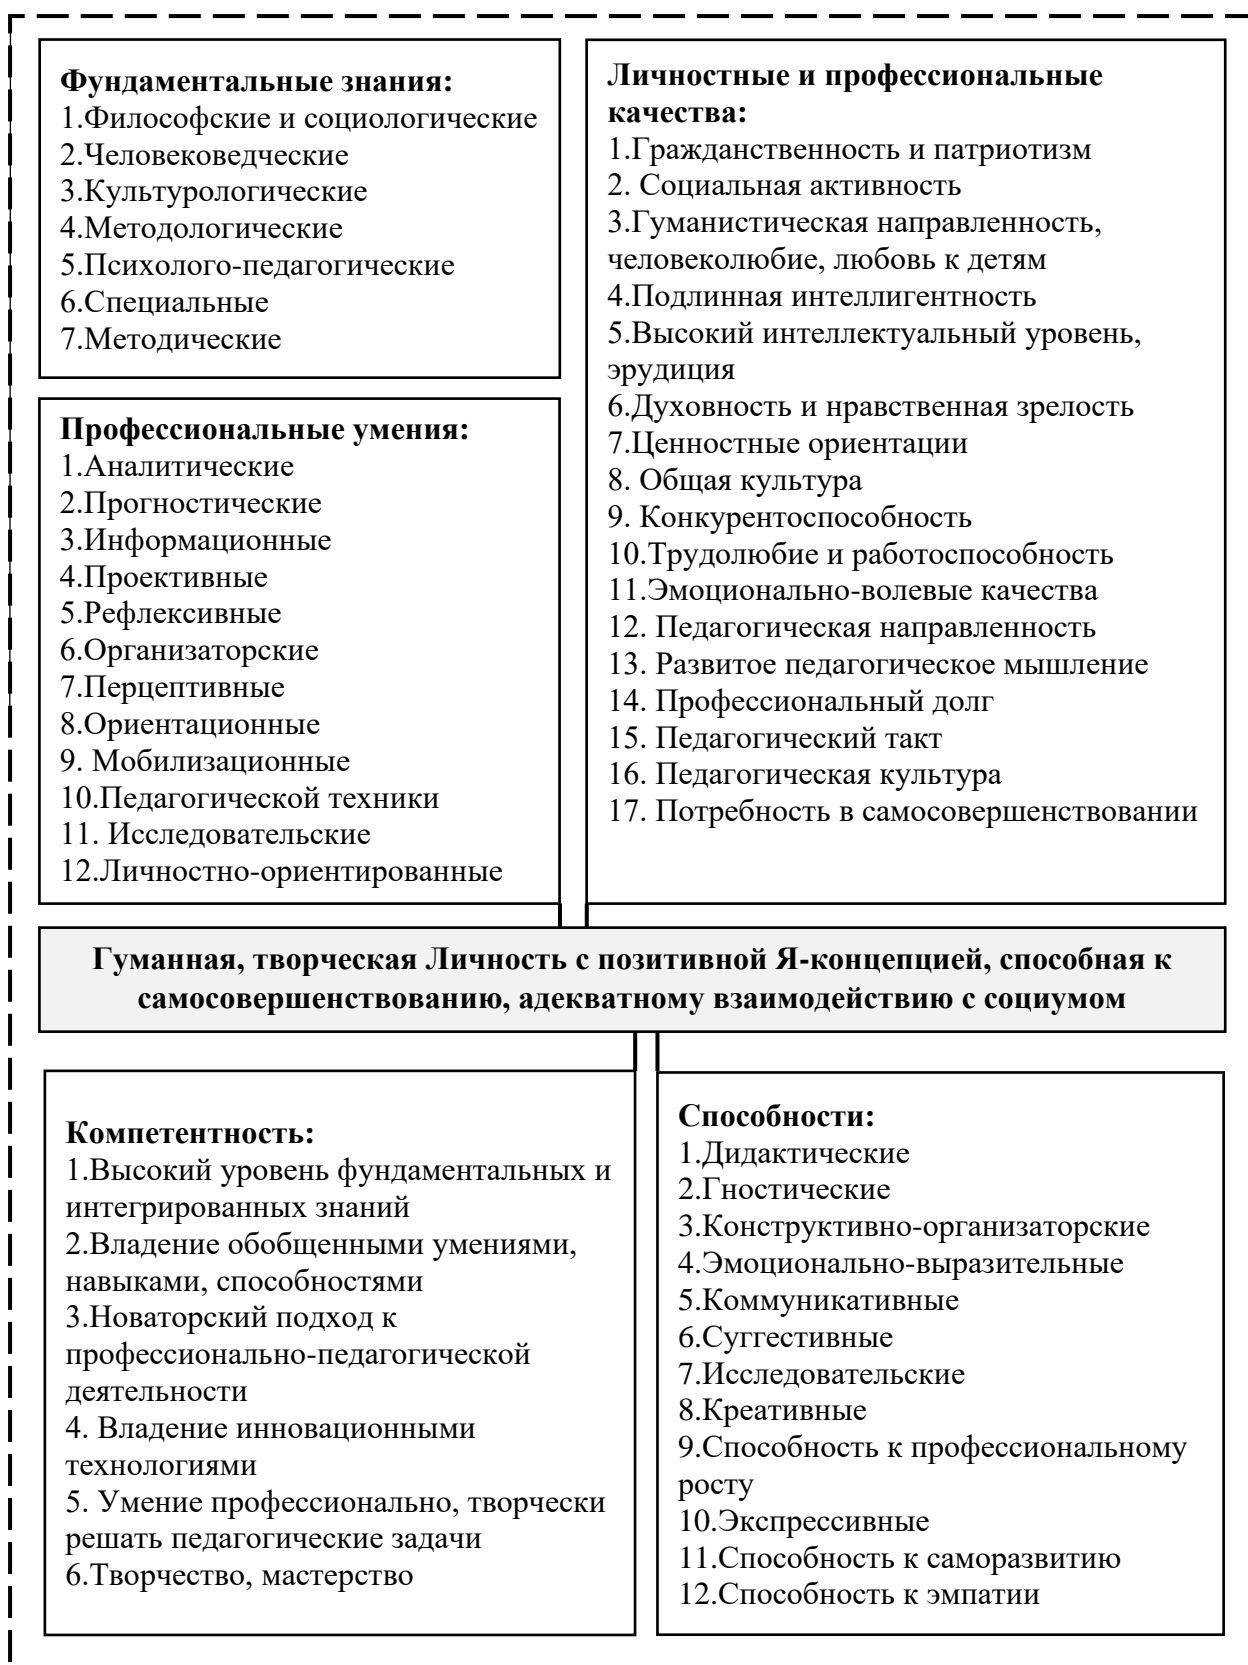 Фундаментальные знания:
1.Философские и социологические
2.Человековедческие
3.Культурологические
4.Методологические
5.Психолого-педагогические
6.Специальные
7.Методические
Профессиональные умения:
1.Аналитические
2.Прогностические
3.Информационные
4.Проективные
5.Рефлексивные
6.Организаторские
7.Перцептивные
8.Ориентационные
9. Мобилизационные
10.Педагогической техники
11. Исследовательские
12.Личностно-ориентированные
Личностные и профессиональные
качества:
1.Гражданственность и патриотизм
2. Социальная активность
3.Гуманистическая направленность,
человеколюбие, любовь к детям
4.Подлинная интеллигентность
5.Высокий интеллектуальный уровень,
эрудиция
6.Духовность и нравственная зрелость
7.Ценностные ориентации
8. Общая культура
9. Конкурентоспособность
10.Трудолюбие и работоспособность
11.Эмоционально-волевые качества
12. Педагогическая направленность
13. Развитое педагогическое мышление
14. Профессиональный долг
15. Педагогический такт
16. Педагогическая культура
17. Потребность в самосовершенствовании
Гуманная, творческая Личность с позитивной Я-концепцией, способная к
самосовершенствованию, адекватному взаимодействию с социумом
Компетентность:
1.Высокий уровень фундаментальных и
интегрированных знаний
2.Владение обобщенными умениями,
навыками, способностями
3.Новаторский подход к
профессионально-педагогической
деятельности
4. Владение инновационными
технологиями
5. Умение профессионально, творчески
решать педагогические задачи
6.Творчество, мастерство
Способности:
1.Дидактические
2.Гностические
3.Конструктивно-организаторские
4.Эмоционально-выразительные
5.Коммуникативные
6.Суггестивные
7.Исследовательские
8.Креативные
9.Способность к профессиональному
росту
10.Экспрессивные
11.Способность к саморазвитию
12.Способность к эмпатии